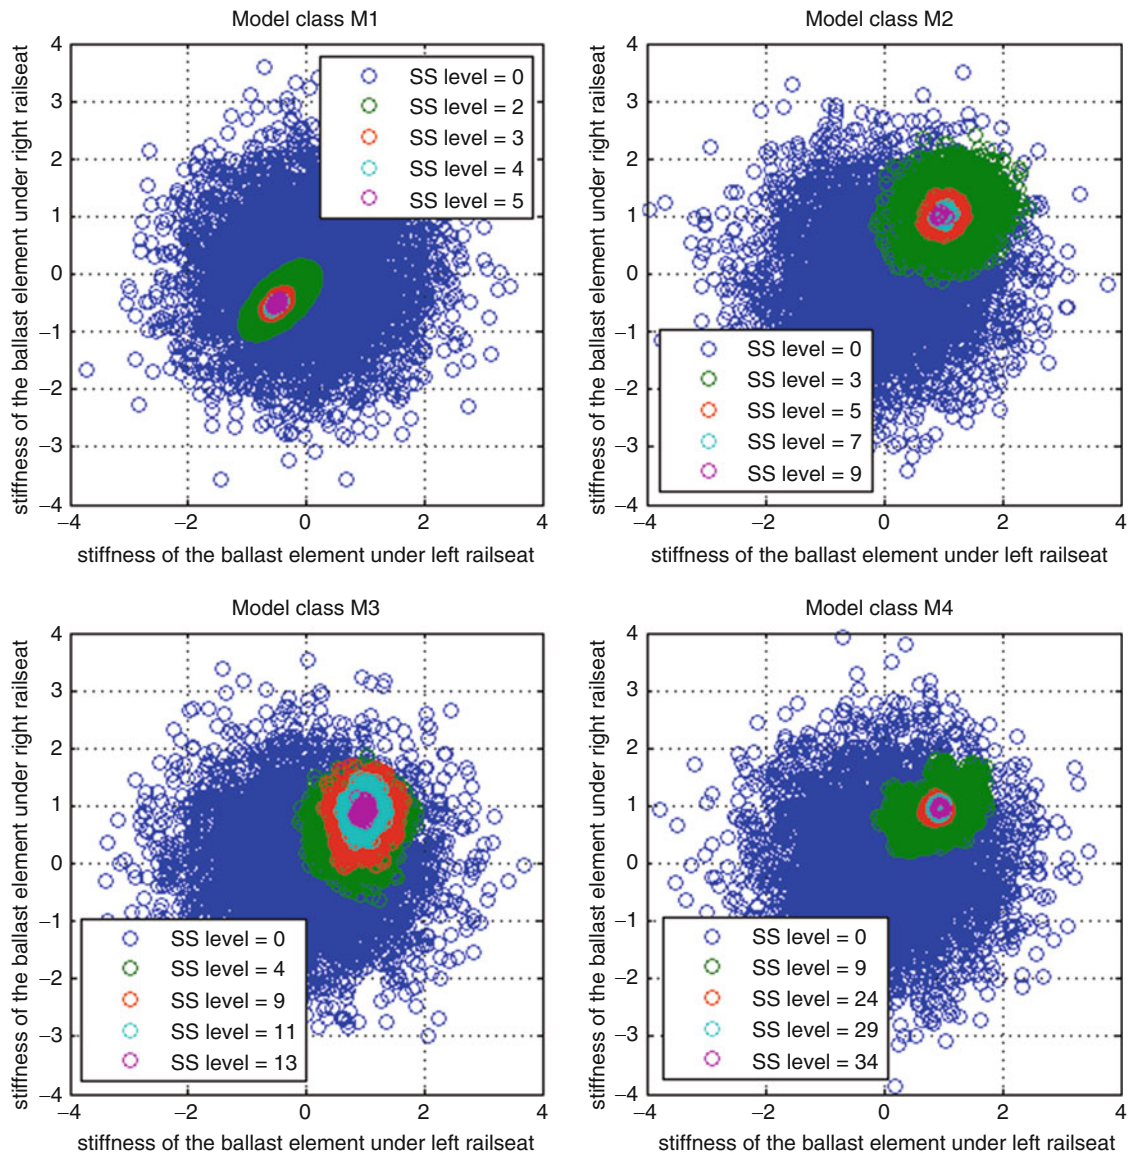 Model class M1
4
3
2
1
0
−1
−2
−3
−4
−4
−2
0
2
4
stiffness of the ballast element under right railseat
stiffness of the ballast element under left railseat
SS level = 0
SS level = 2
SS level = 3
SS level = 4
SS level = 5
Model class M2
4
3
2
1
0
−1
−2
−3
−4
−4
−2
0
2
4
stiffness of the ballast element under right railseat
stiffness of the ballast element under left railseat
SS level = 0
SS level = 3
SS level = 5
SS level = 7
SS level = 9
Model class M3
4
3
2
1
0
−1
−2
−3
−4
−4
−2
0
2
4
stiffness of the ballast element under right railseat
stiffness of the ballast element under left railseat
SS level = 0
SS level = 4
SS level = 9
SS level = 11
SS level = 13
Model class M4
4
3
2
1
0
−1
−2
−3
−4
−4
−2
0
2
4
stiffness of the ballast element under right railseat
stiffness of the ballast element under left railseat
SS level = 0
SS level = 9
SS level = 24
SS level = 29
SS level = 34